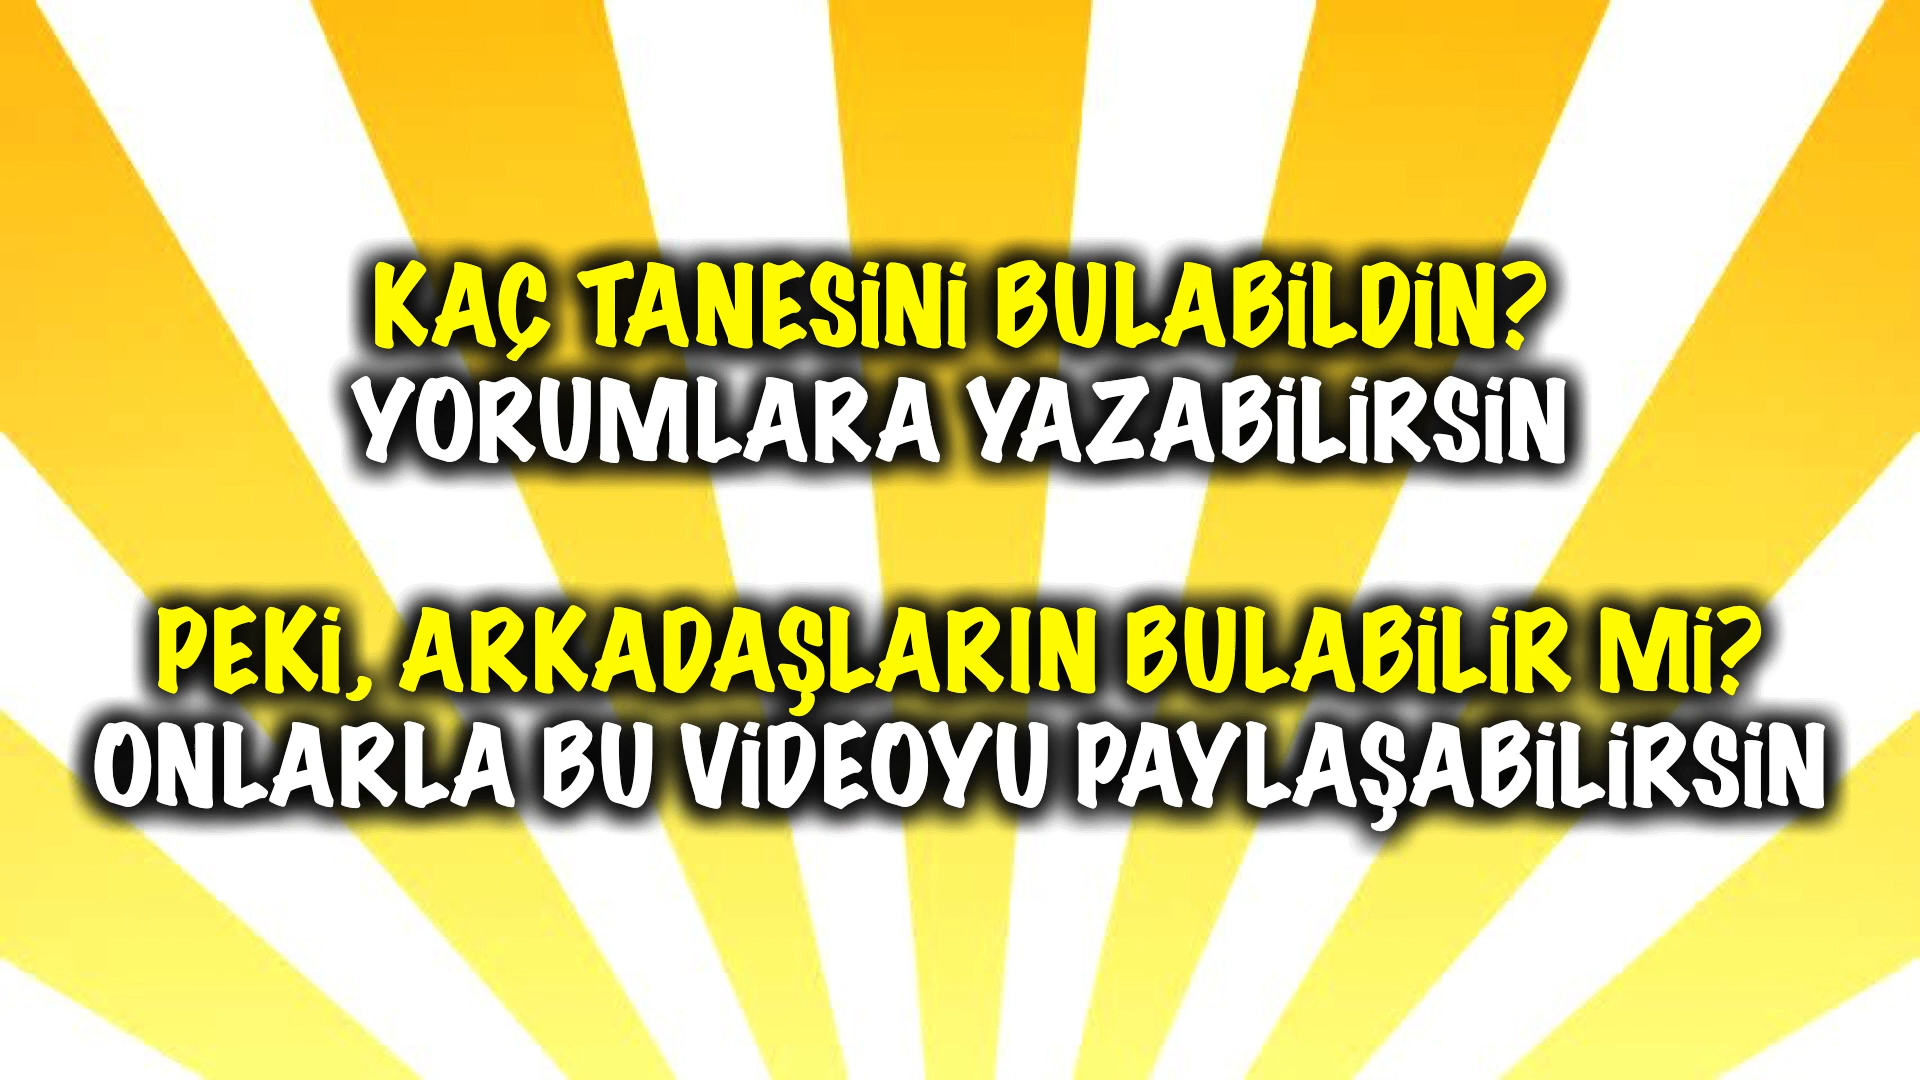 KAÇ TANESİNİ BULABİLDİN?
YORUMLARA YAZABİLİRSİN
PEKİ, ARKADAŞLARIN BULABİLİR Mİ?
ONLARLA BU VİDEOYU PAYLAŞABİLİRSİN